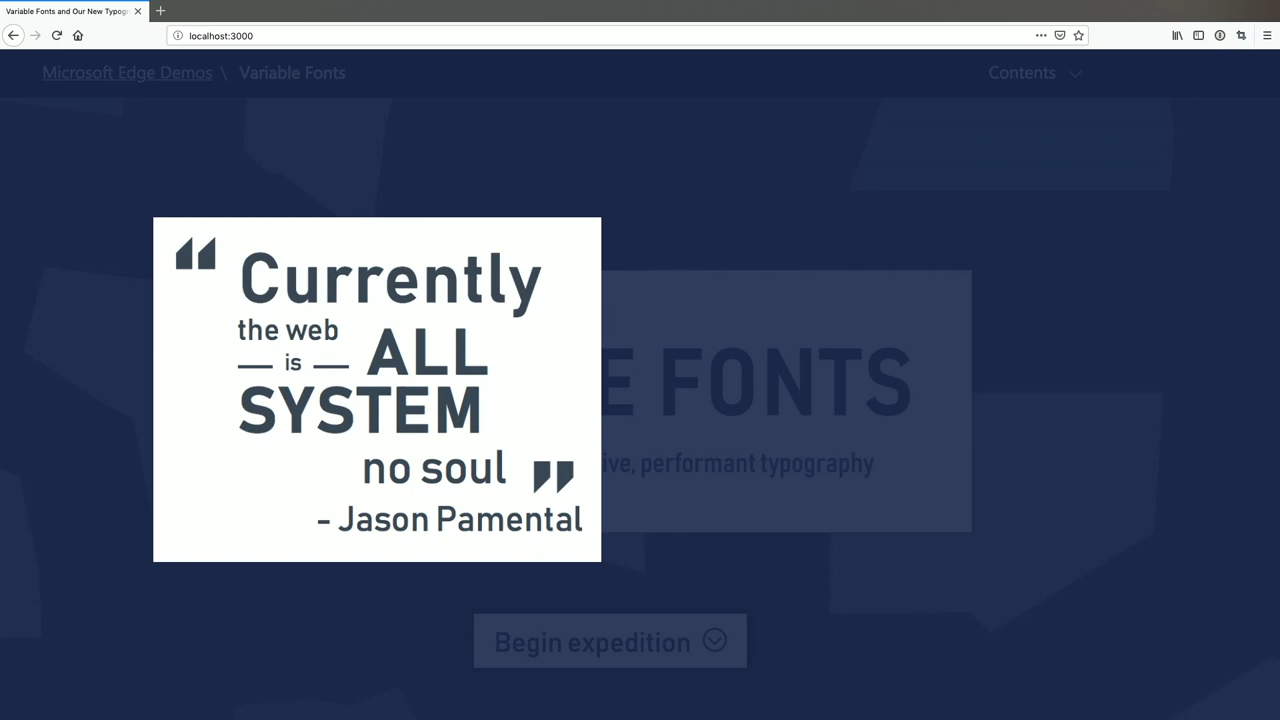 Variable Fonts and Our New Typogr
localhost:3000
Microsoft Edge Demos \ Variable Fonts
Contents
“ Currently
the web
— is — ALL
SYSTEM
no soul ”
- Jason Pamental
E FONTS
ive, performant typography
Begin expedition